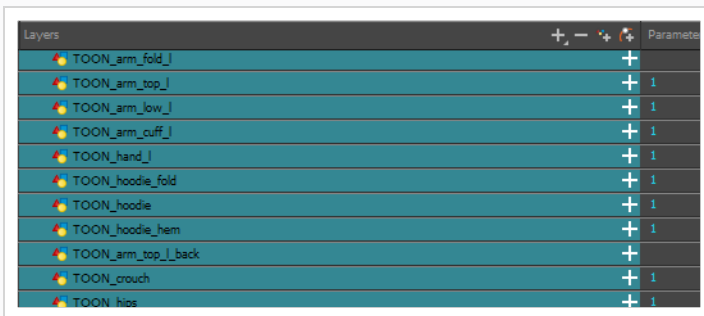 Layers Paramete
TOON_arm_fold_l
TOON_arm_top_l 1
TOON_arm_low_l 1
TOON_arm_cuff_l 1
TOON_hand_l 1
TOON_hoodie_fold 1
TOON_hoodie 1
TOON_hoodie_hem 1
TOON_arm_top_l_back
TOON_crouch 1
TOON_hips 1